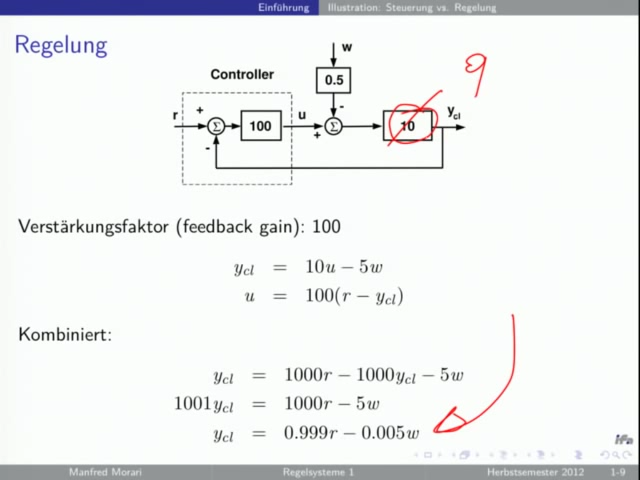 Einführung Illustration: Steuerung vs. Regelung
Regelung
w
Controller
0.5
9
r + 100 u - 10 y_cl
Σ + Σ
-
Verstärkungsfaktor (feedback gain): 100
y_cl = 10u − 5w
u = 100(r − y_cl)
Kombiniert:
y_cl = 1000r − 1000y_cl − 5w
1001y_cl = 1000r − 5w
y_cl = 0.999r − 0.005w
ifa
Manfred Morari Regelsysteme 1 Herbstsemester 2012 1-9